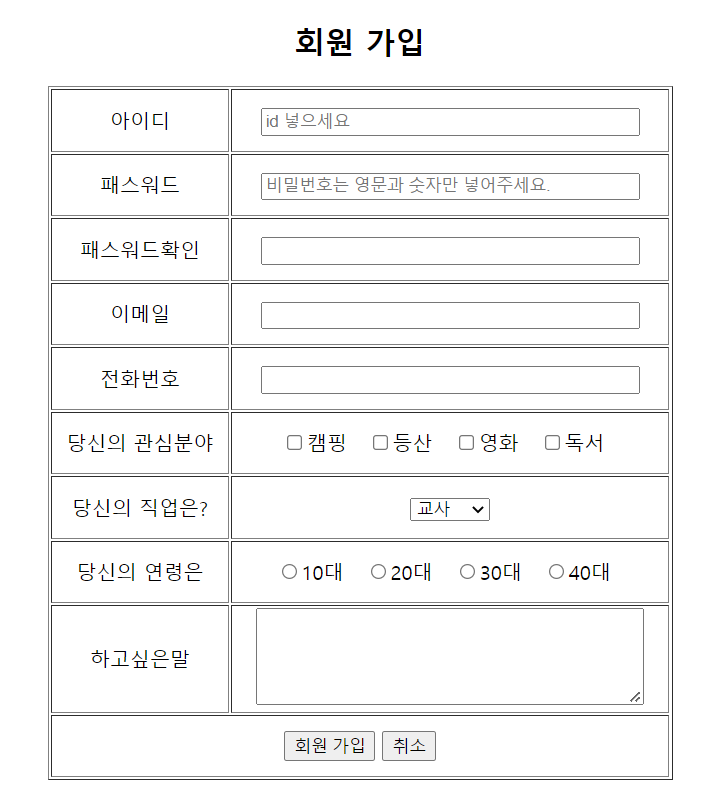 회원 가입
아이디 id 넣으세요
패스워드 비밀번호는 영문과 숫자만 넣어주세요.
패스워드확인
이메일
전화번호
당신의 관심분야 캠핑 등산 영화 독서
당신의 직업은? 교사
당신의 연령은 10대 20대 30대 40대
하고싶은말
회원 가입 취소